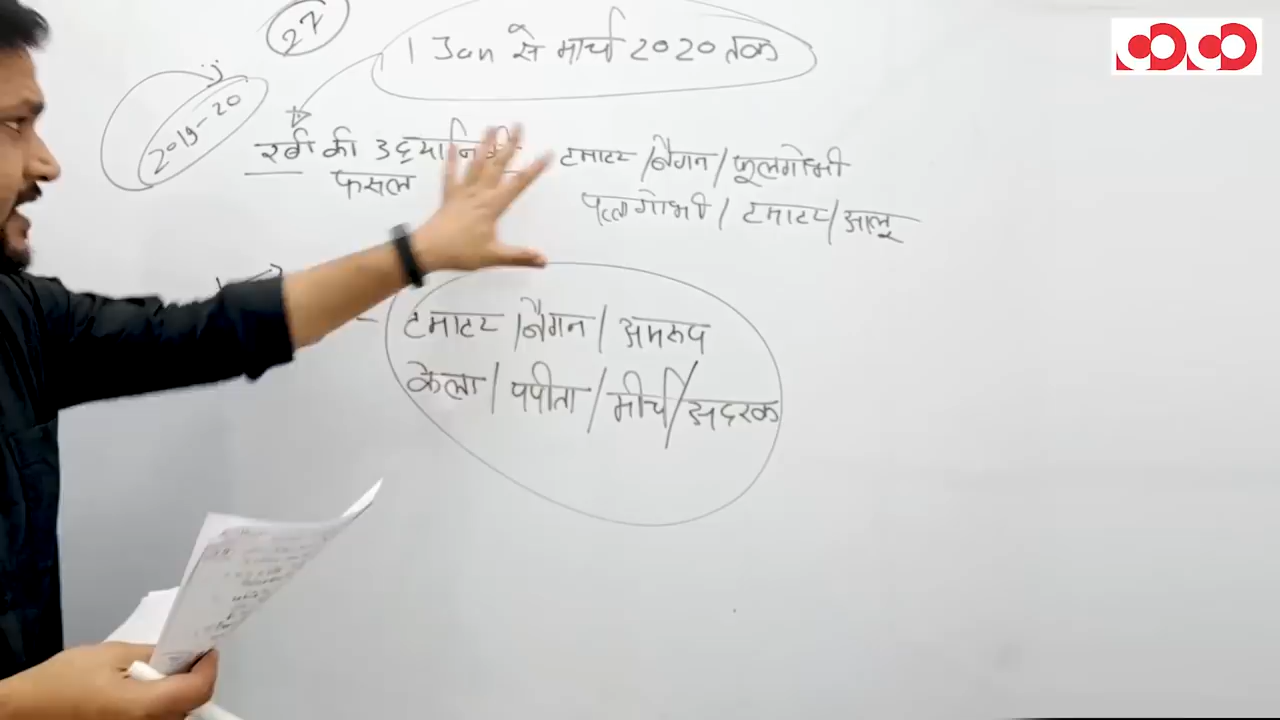 27
1 Jan से मार्च 2020 तक
2019-20
रबी की उद्यानिकी
फसल
टमाटर / बैगन / फूलगोभी
पत्तागोभी / टमाटर / आलू
- टमाटर / बैगन / अमरूद
केला / पपीता / मीर्च / अदरक